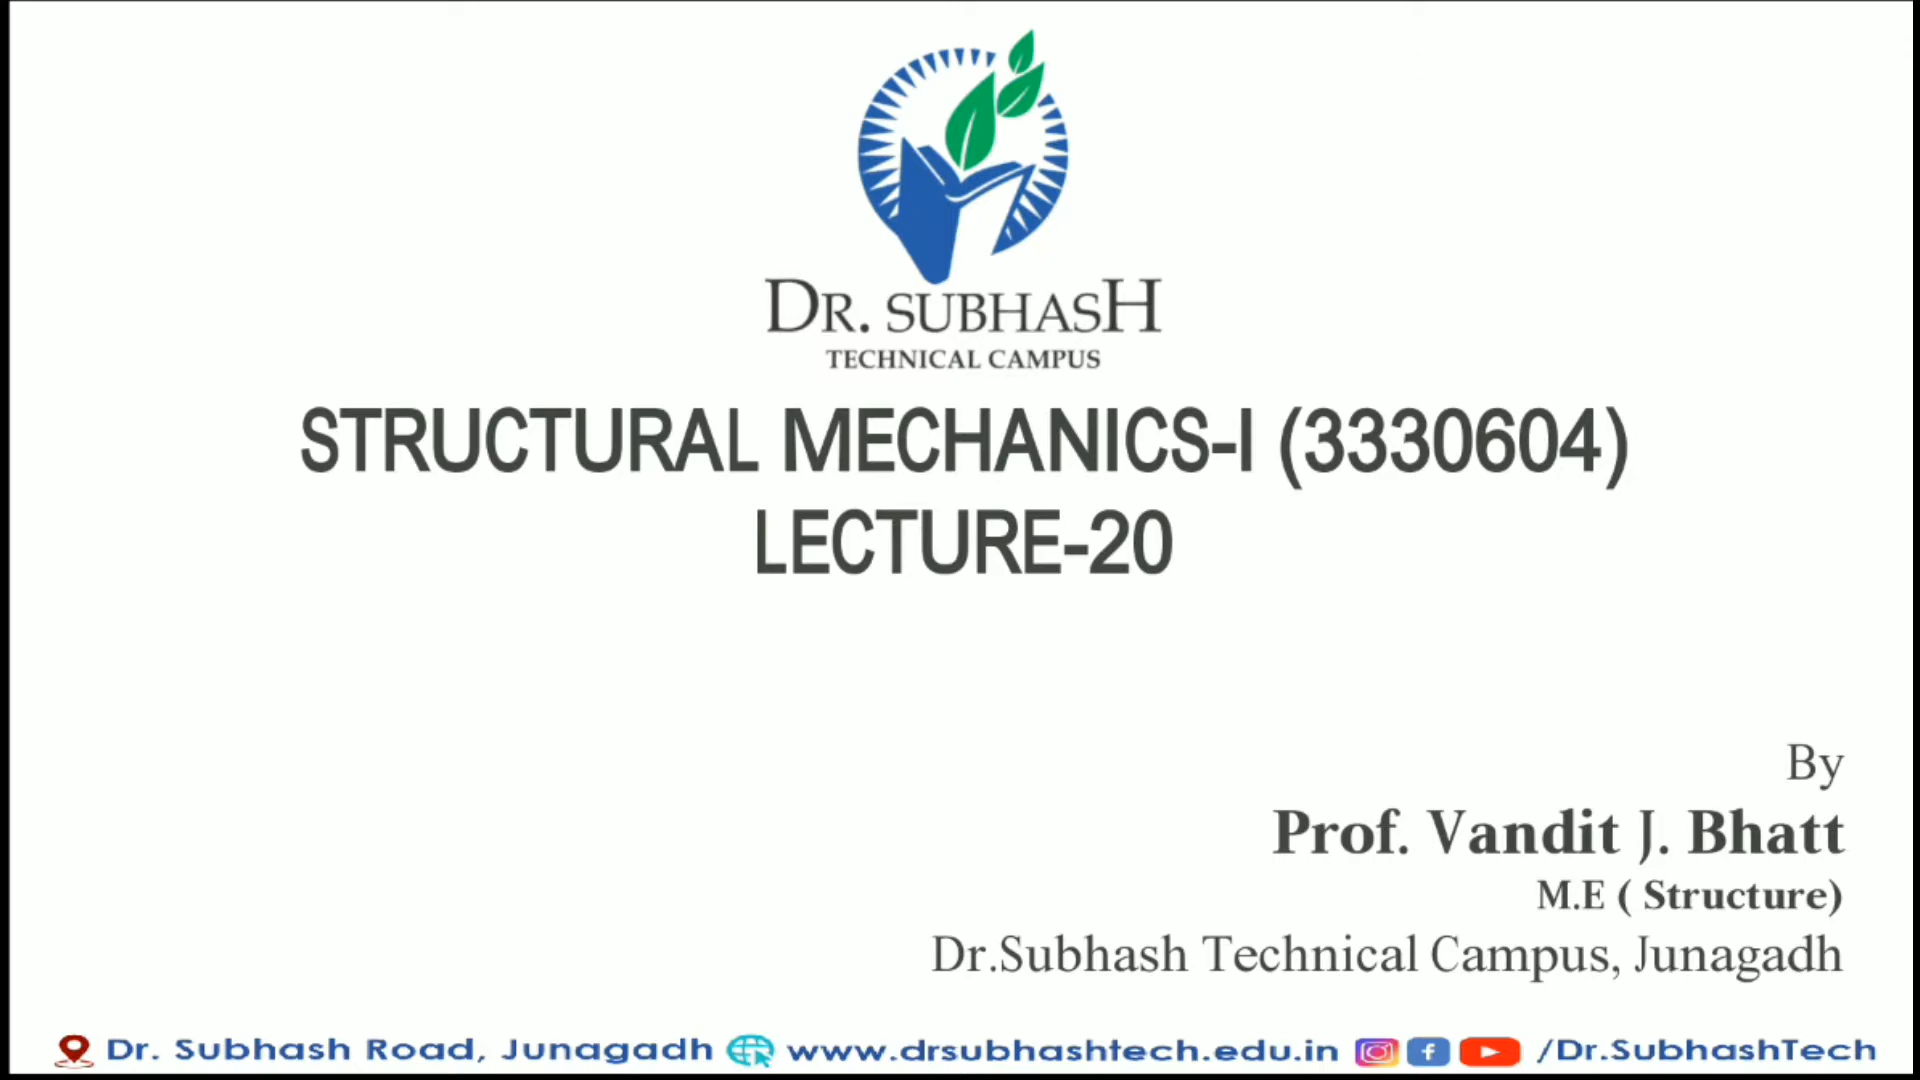 DR. SUBHASH
TECHNICAL CAMPUS
STRUCTURAL MECHANICS-I (3330604)
LECTURE-20
By
Prof. Vandit J. Bhatt
M.E ( Structure)
Dr.Subhash Technical Campus, Junagadh
Dr. Subhash Road, Junagadh www.drsubhashtech.edu.in /Dr.SubhashTech